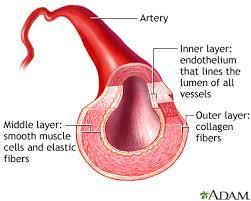 Artery
Inner layer:
endothelium
that lines the
lumen of all
vessels
Middle layer:
smooth muscle
cells and elastic
fibers
Outer layer:
collagen
fibers
ADAM.